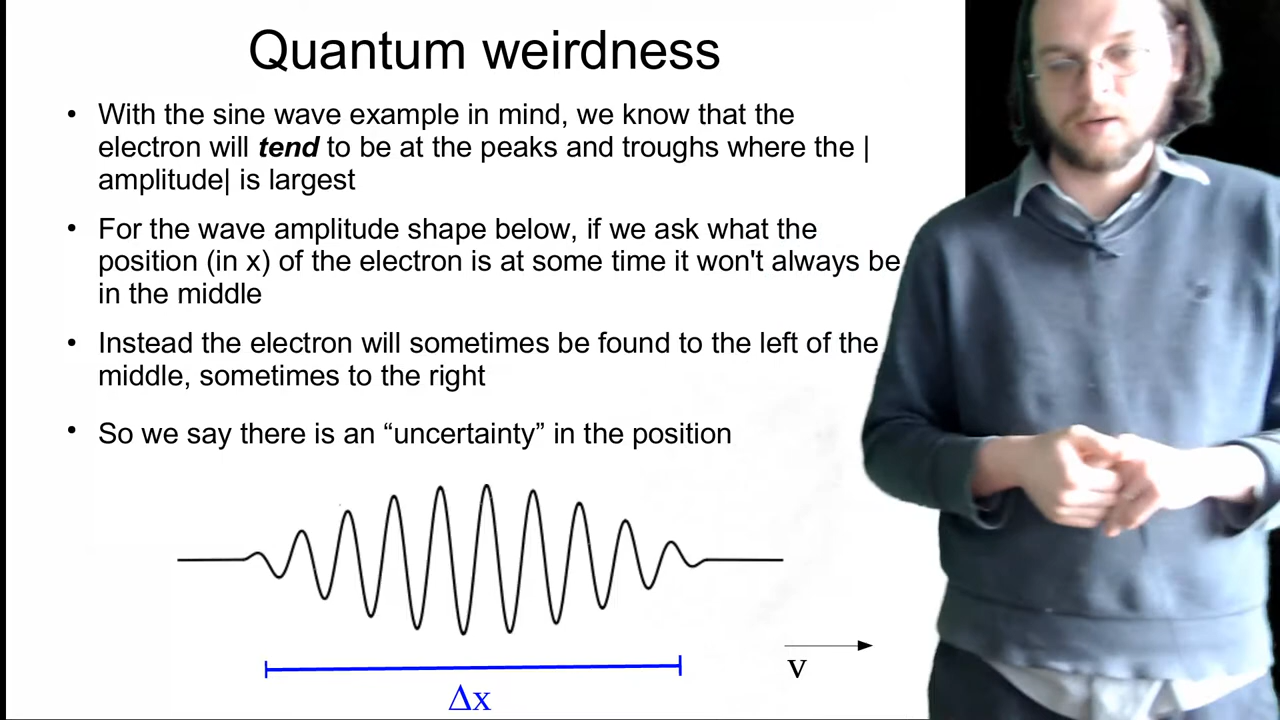 Quantum weirdness
• With the sine wave example in mind, we know that the
electron will tend to be at the peaks and troughs where the |
amplitude| is largest
• For the wave amplitude shape below, if we ask what the
position (in x) of the electron is at some time it won't always be
in the middle
• Instead the electron will sometimes be found to the left of the
middle, sometimes to the right
• So we say there is an “uncertainty” in the position
v
Δx